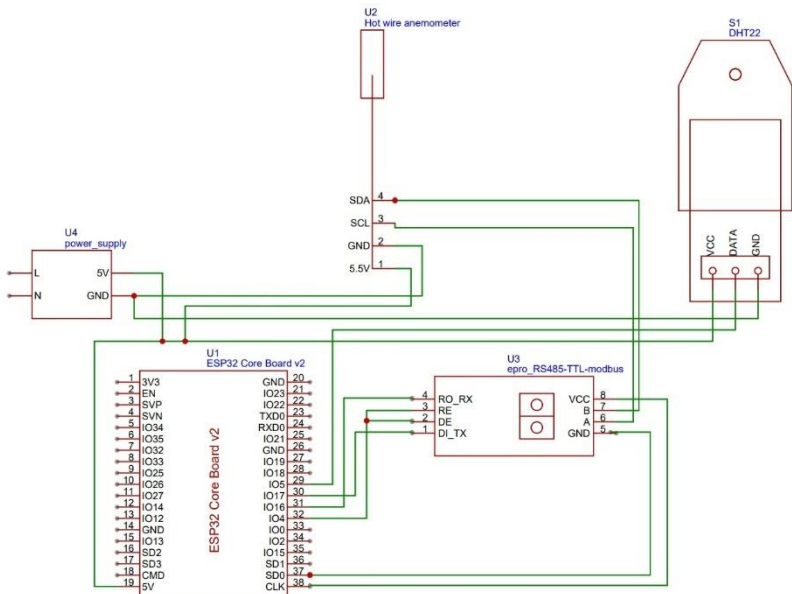 U2
Hot wire anemometer
SDA 4
SCL 3
GND 2
5.5V 1
S1
DHT22
VCC
DATA
GND
U4
power_supply
L
N
5V
GND
U1
ESP32 Core Board v2
1 3V3
2 EN
3 SVP
4 SVN
5 IO34
6 IO35
7 IO32
8 IO33
9 IO25
10 IO26
11 IO27
12 IO14
13 IO12
14 GND
15 IO13
16 SD2
17 SD3
18 CMD
19 5V
ESP32 Core Board v2
GND 20
IO23 21
IO22 22
TXD0 23
RXD0 24
IO21 25
GND 26
IO19 27
IO18 28
IO5 29
IO17 30
IO16 31
IO4 32
IO0 33
IO2 34
IO15 35
SD1 36
SD0 37
CLK 38
U3
epro_RS485-TTL-modbus
4 RO_RX
3 RE
2 DE
1 DI_TX
VCC 8
B 7
A 6
GND 5